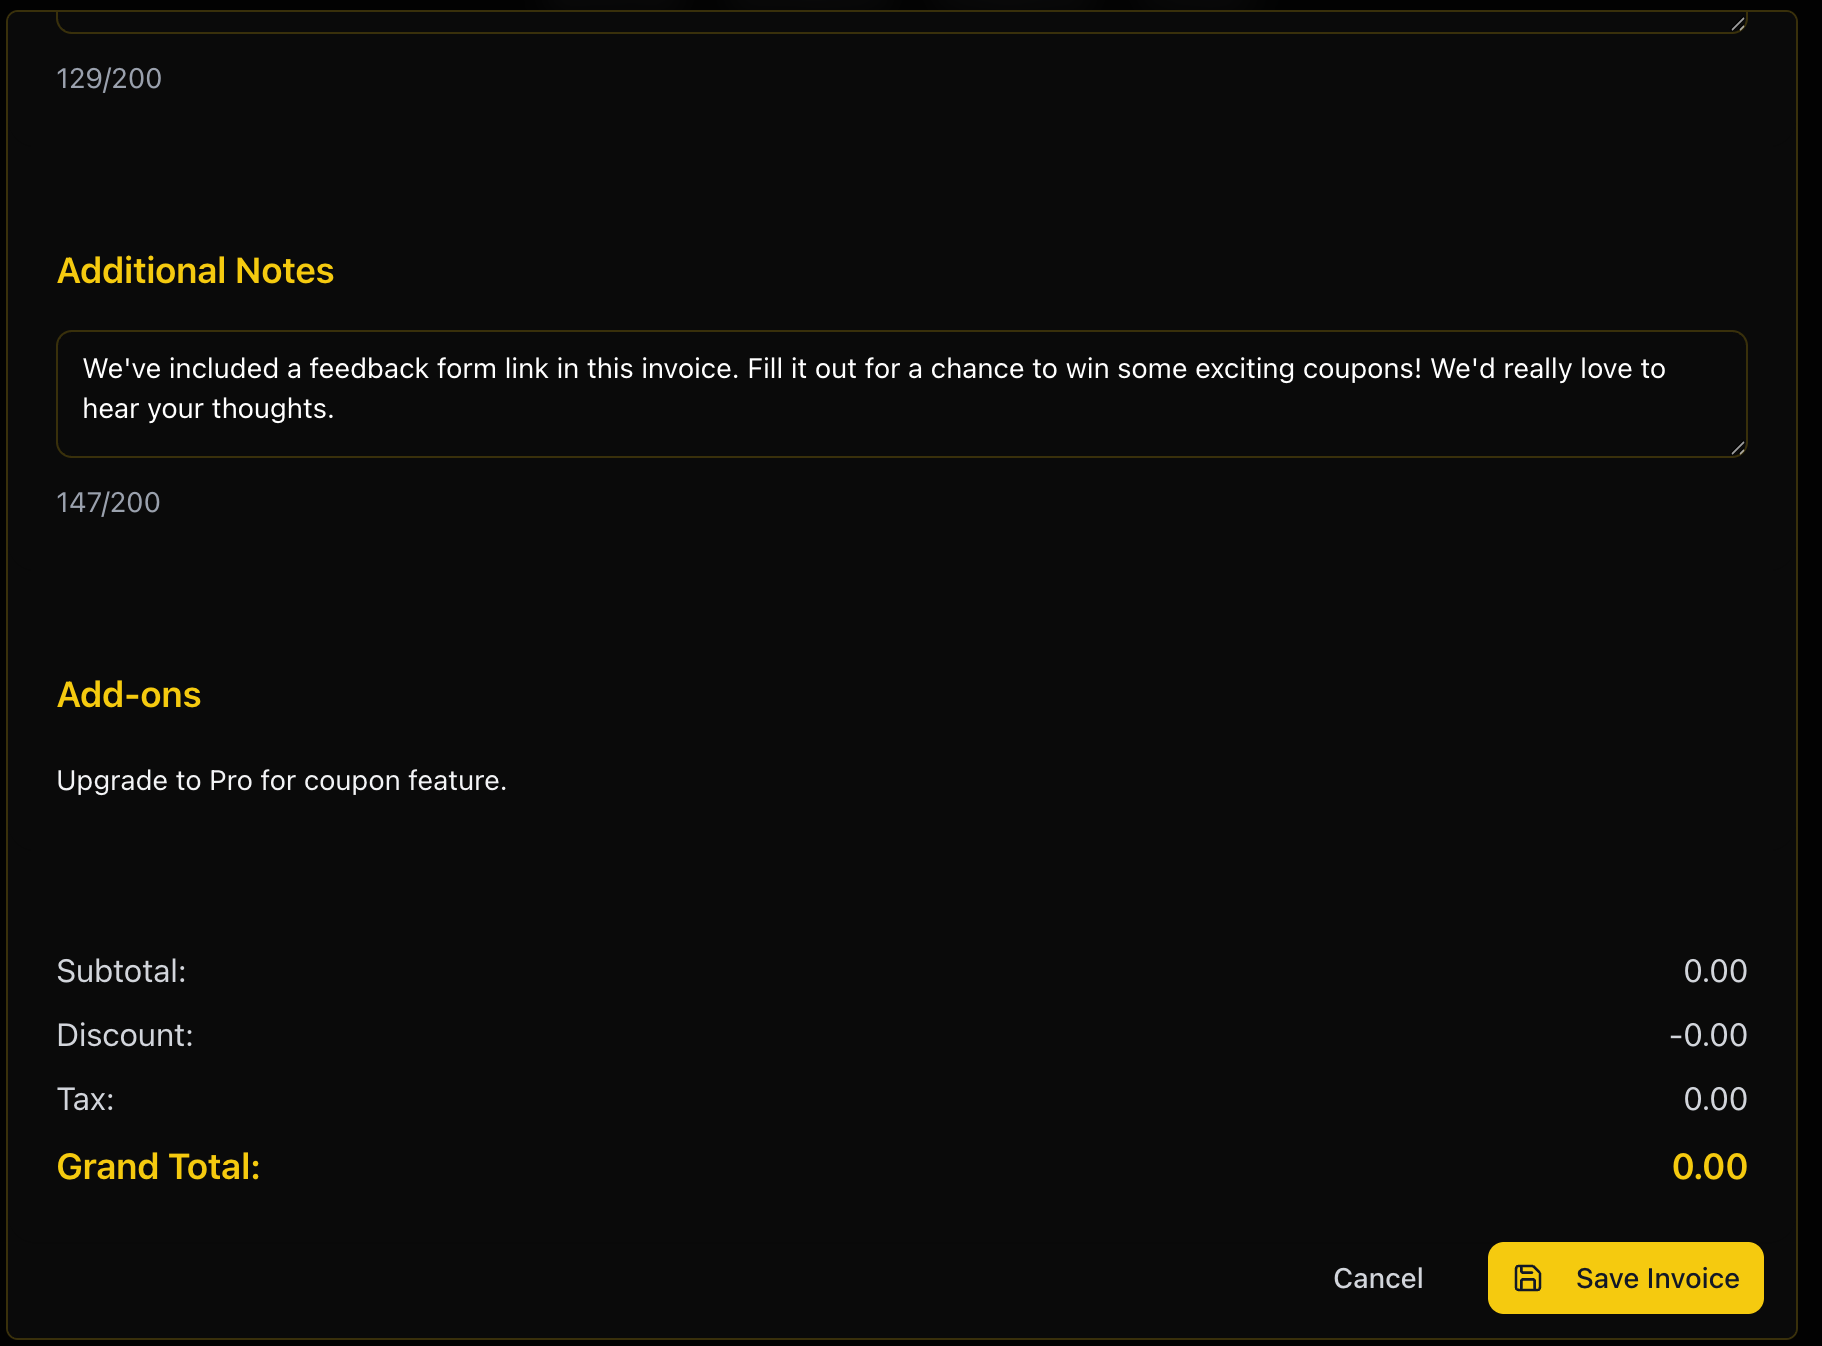 129/200
Additional Notes
We've included a feedback form link in this invoice. Fill it out for a chance to win some exciting coupons! We'd really love to
hear your thoughts.
147/200
Add-ons
Upgrade to Pro for coupon feature.
Subtotal: 0.00
Discount: -0.00
Tax: 0.00
Grand Total: 0.00
Cancel Save Invoice